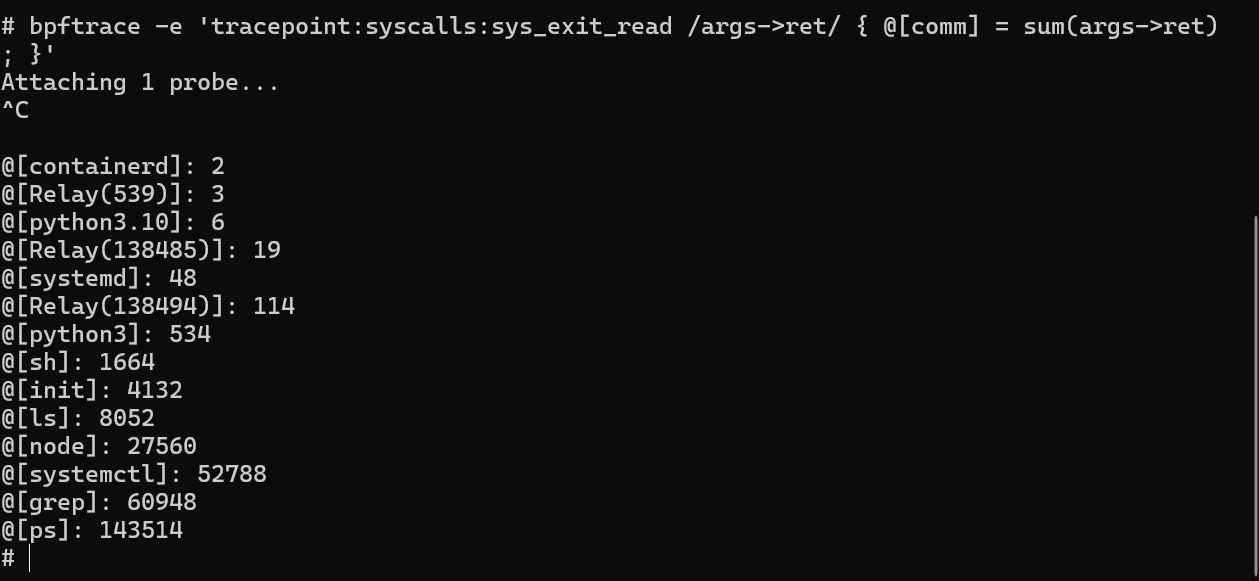 # bpftrace -e 'tracepoint:syscalls:sys_exit_read /args->ret/ { @[comm] = sum(args->ret)
; }'
Attaching 1 probe...
^C
@[containerd]: 2
@[Relay(539)]: 3
@[python3.10]: 6
@[Relay(138485)]: 19
@[systemd]: 48
@[Relay(138494)]: 114
@[python3]: 534
@[sh]: 1664
@[init]: 4132
@[ls]: 8052
@[node]: 27560
@[systemctl]: 52788
@[grep]: 60948
@[ps]: 143514
#